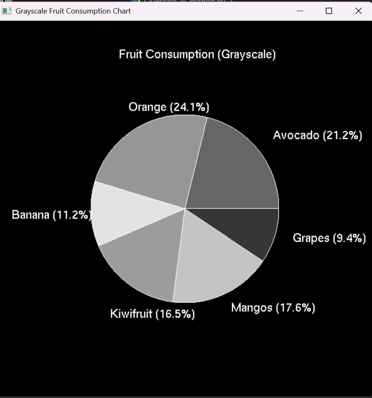 Grayscale Fruit Consumption Chart
Fruit Consumption (Grayscale)
Orange (24.1%)
Avocado (21.2%)
Banana (11.2%)
Grapes (9.4%)
Mangos (17.6%)
Kiwifruit (16.5%)